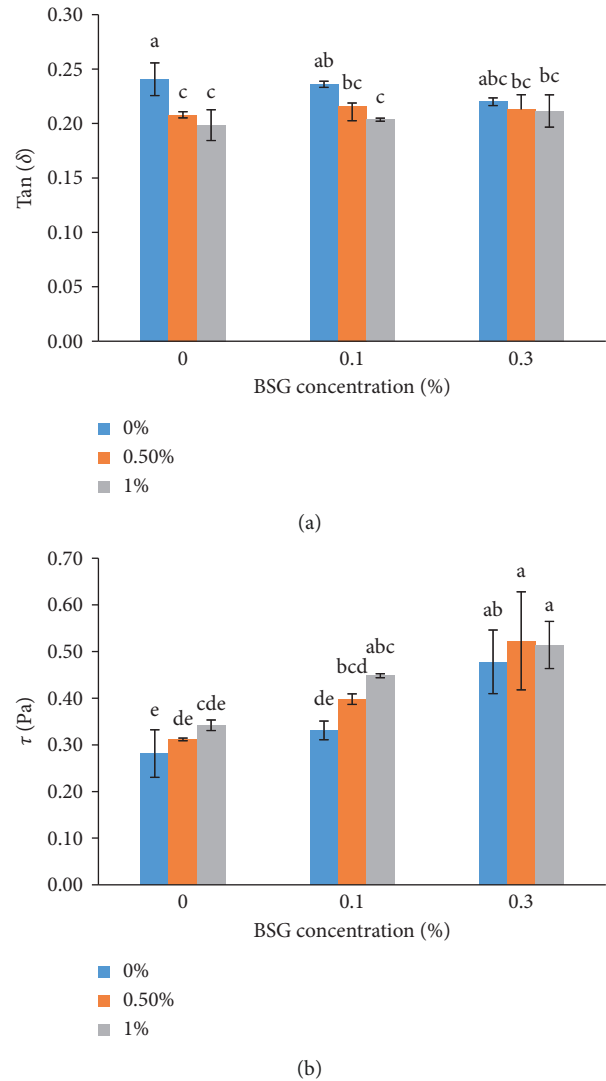 0.30
0.25
0.20
0.15
0.10
0.05
0.00
Tan (δ)
a
c
c
ab
bc
c
abc
bc
bc
0
0.1
0.3
BSG concentration (%)
0%
0.50%
1%
(a)
0.70
0.60
0.50
0.40
0.30
0.20
0.10
0.00
τ (Pa)
e
de
cde
de
bcd
abc
ab
a
a
0
0.1
0.3
BSG concentration (%)
0%
0.50%
1%
(b)